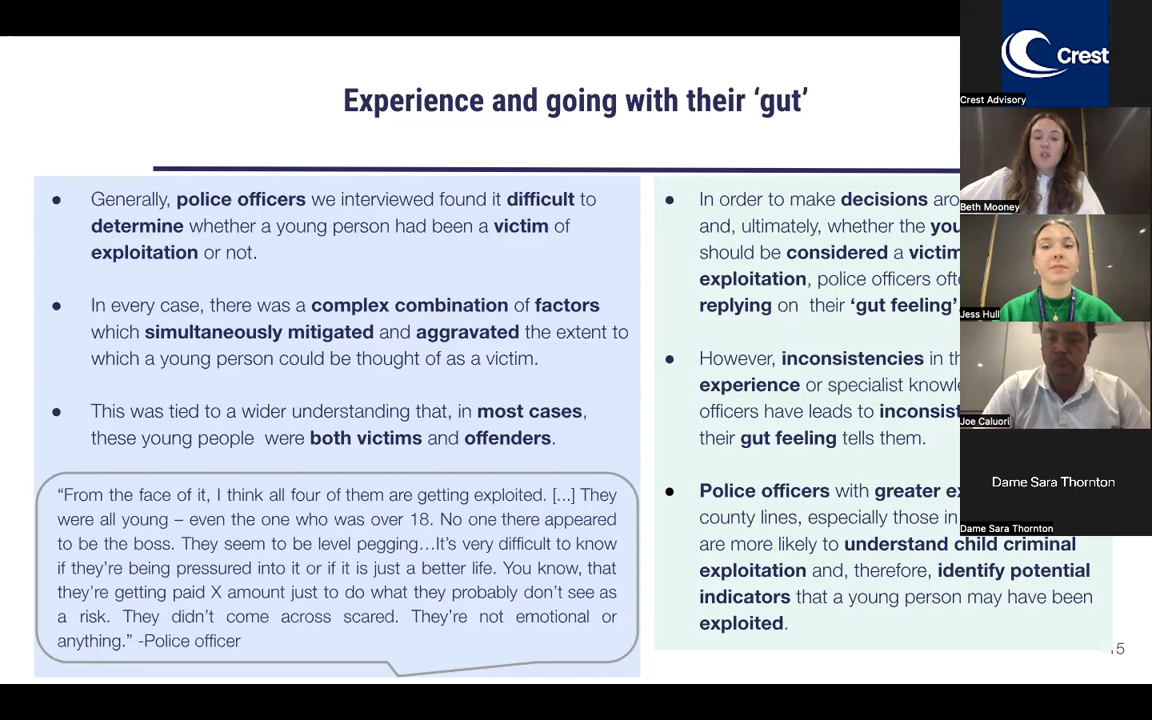 Experience and going with their ‘gut’
● Generally, police officers we interviewed found it difficult to
determine whether a young person had been a victim of
exploitation or not.
● In every case, there was a complex combination of factors
which simultaneously mitigated and aggravated the extent to
which a young person could be thought of as a victim.
● This was tied to a wider understanding that, in most cases,
these young people were both victims and offenders.
“From the face of it, I think all four of them are getting exploited. [...] They
were all young – even the one who was over 18. No one there appeared
to be the boss. They seem to be level pegging…It’s very difficult to know
if they’re being pressured into it or if it is just a better life. You know, that
they’re getting paid X amount just to do what they probably don’t see as
a risk. They didn’t come across scared. They’re not emotional or
anything.” -Police officer
● In order to make decisions
and, ultimately, whether the
should be considered a victim
exploitation, police officers
replying on their ‘gut feeling’
● However, inconsistencies in
experience or specialist
officers have leads to
their gut feeling tells them.
● Police officers with greater
county lines, especially those in
are more likely to understand child criminal
exploitation and, therefore, identify potential
indicators that a young person may have been
exploited.
15
Crest
Crest Advisory
Beth Mooney
Jess Hull
Joe Caluori
Dame Sara Thornton
Dame Sara Thornton